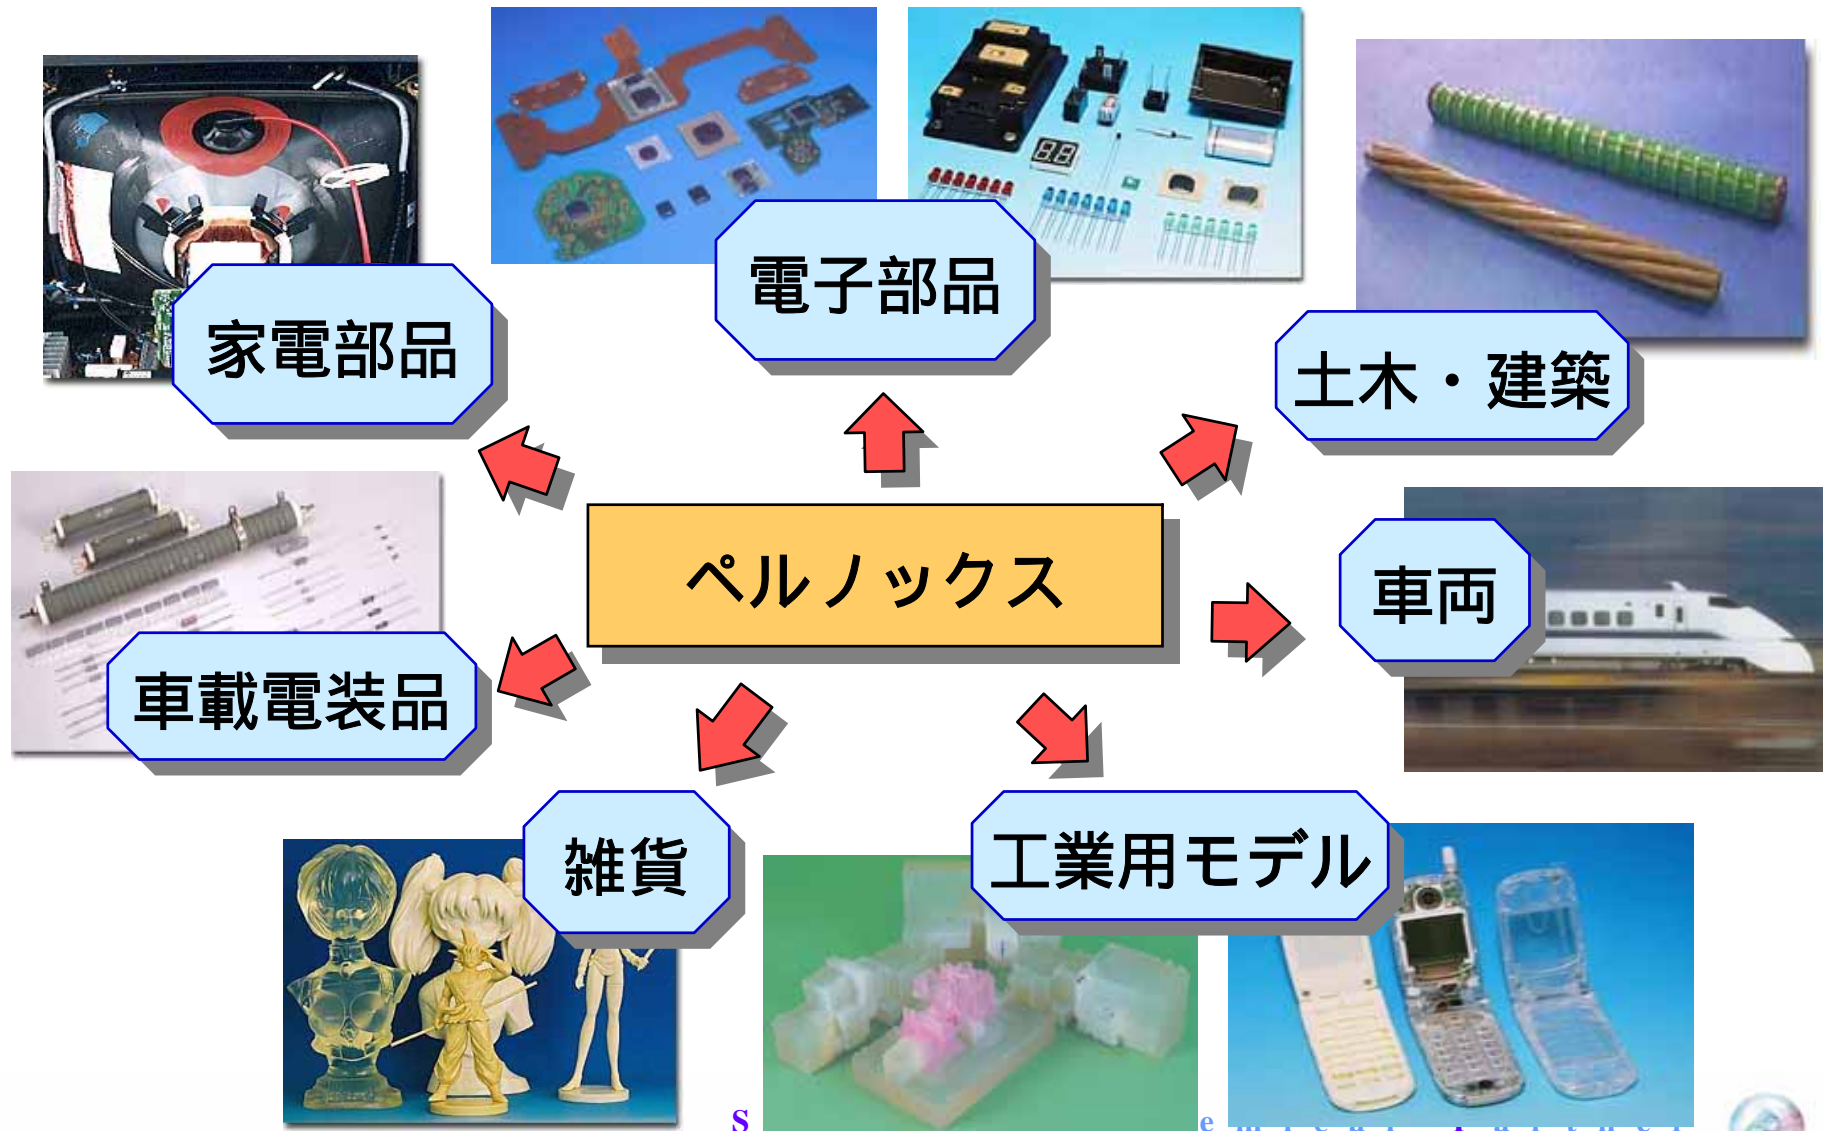 電子部品
家電部品
土木・建築
ペルノックス
車両
車載電装品
雑貨
工業用モデル